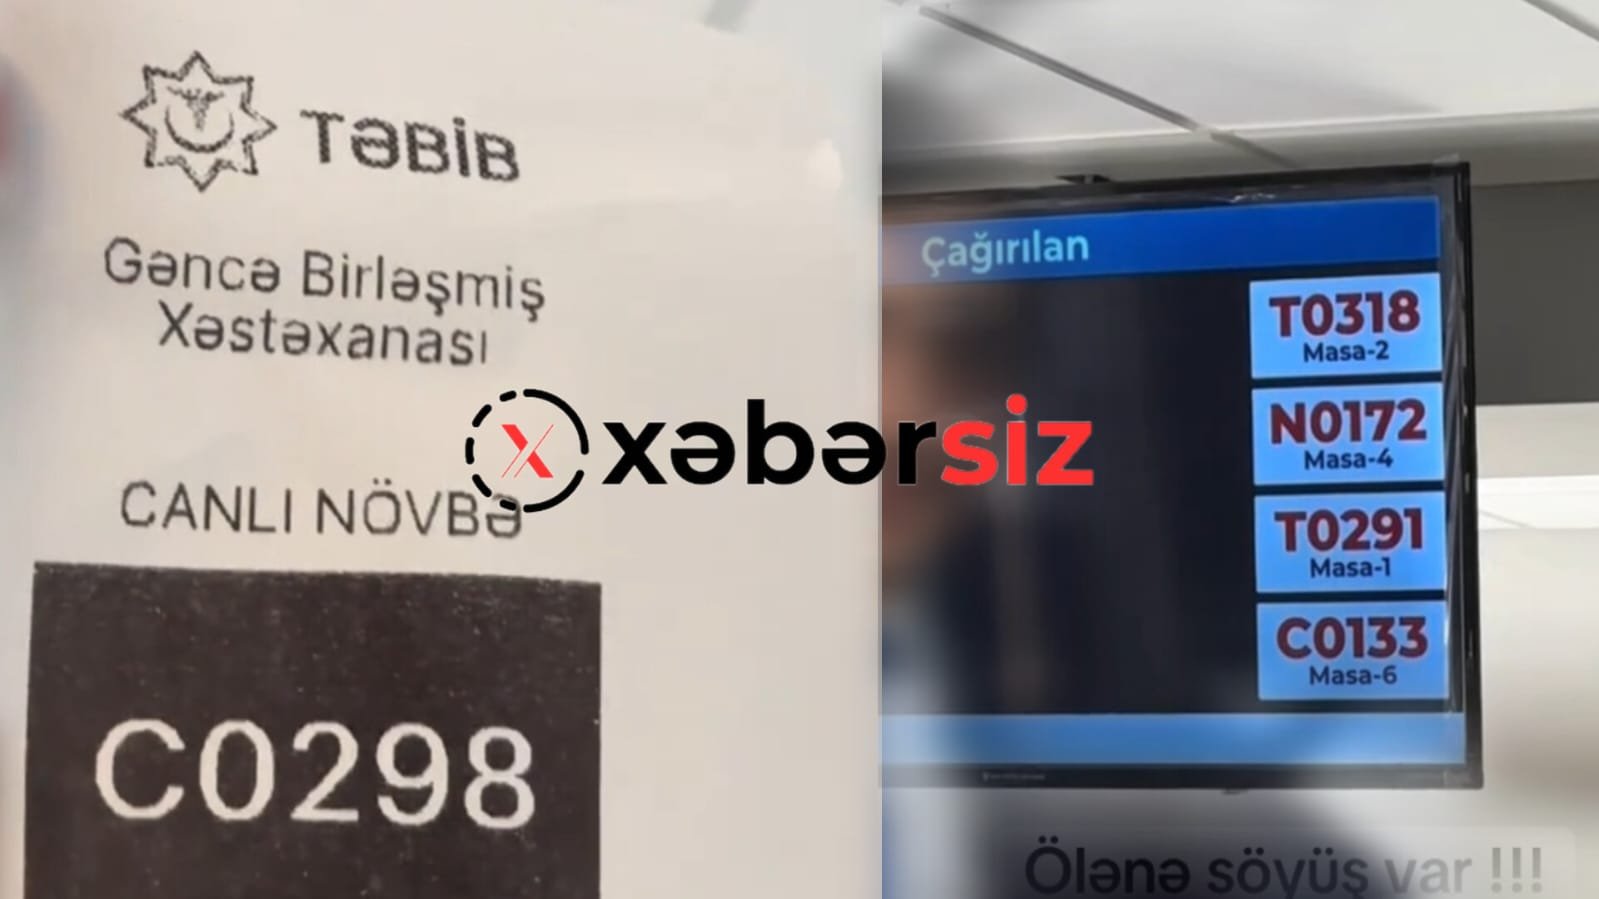 TƏBİB
Gəncə Birləşmiş
Xəstəxanası
CANLI NÖVBƏ
C0298
xəbərsiz
Çağırılan
T0318
Masa-2
N0172
Masa-4
T0291
Masa-1
C0133
Masa-6
Ölənə söyüş var !!!